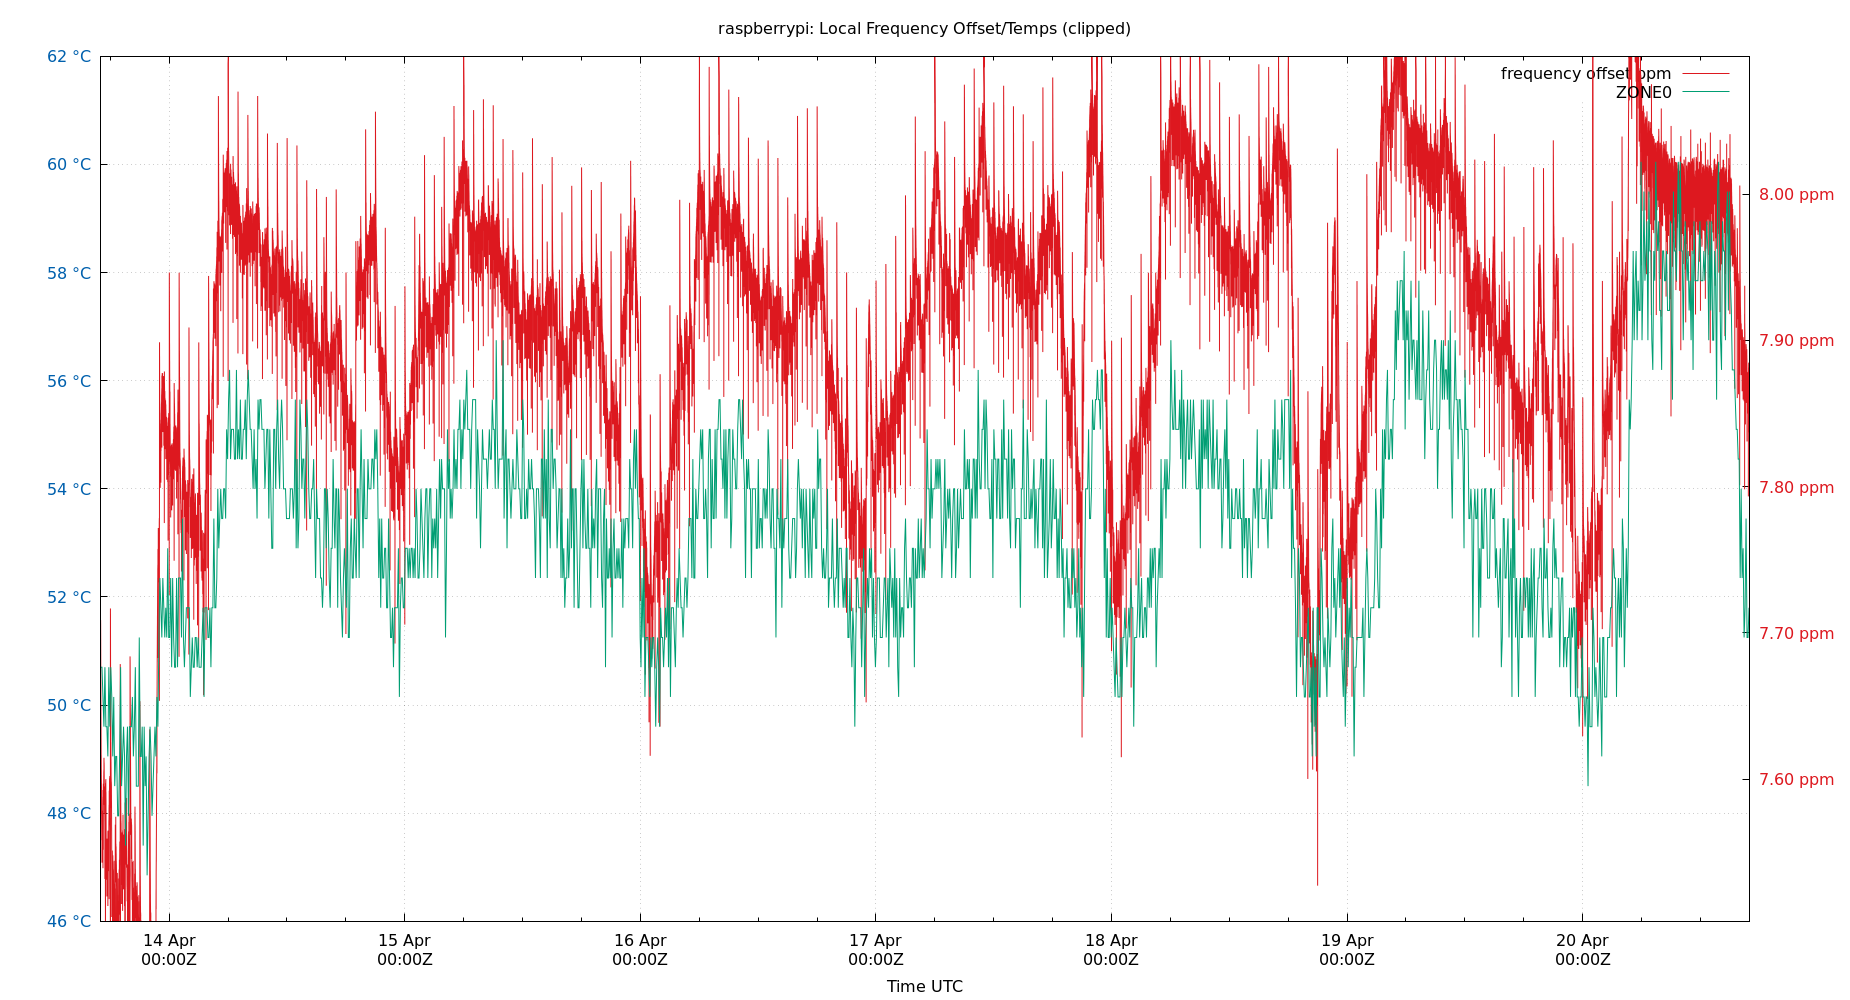 raspberrypi: Local Frequency Offset/Temps (clipped)
62 °C
60 °C
58 °C
56 °C
54 °C
52 °C
50 °C
48 °C
46 °C
frequency offset ppm
ZONE0
8.00 ppm
7.90 ppm
7.80 ppm
7.70 ppm
7.60 ppm
14 Apr
00:00Z
15 Apr
00:00Z
16 Apr
00:00Z
17 Apr
00:00Z
18 Apr
00:00Z
19 Apr
00:00Z
20 Apr
00:00Z
Time UTC